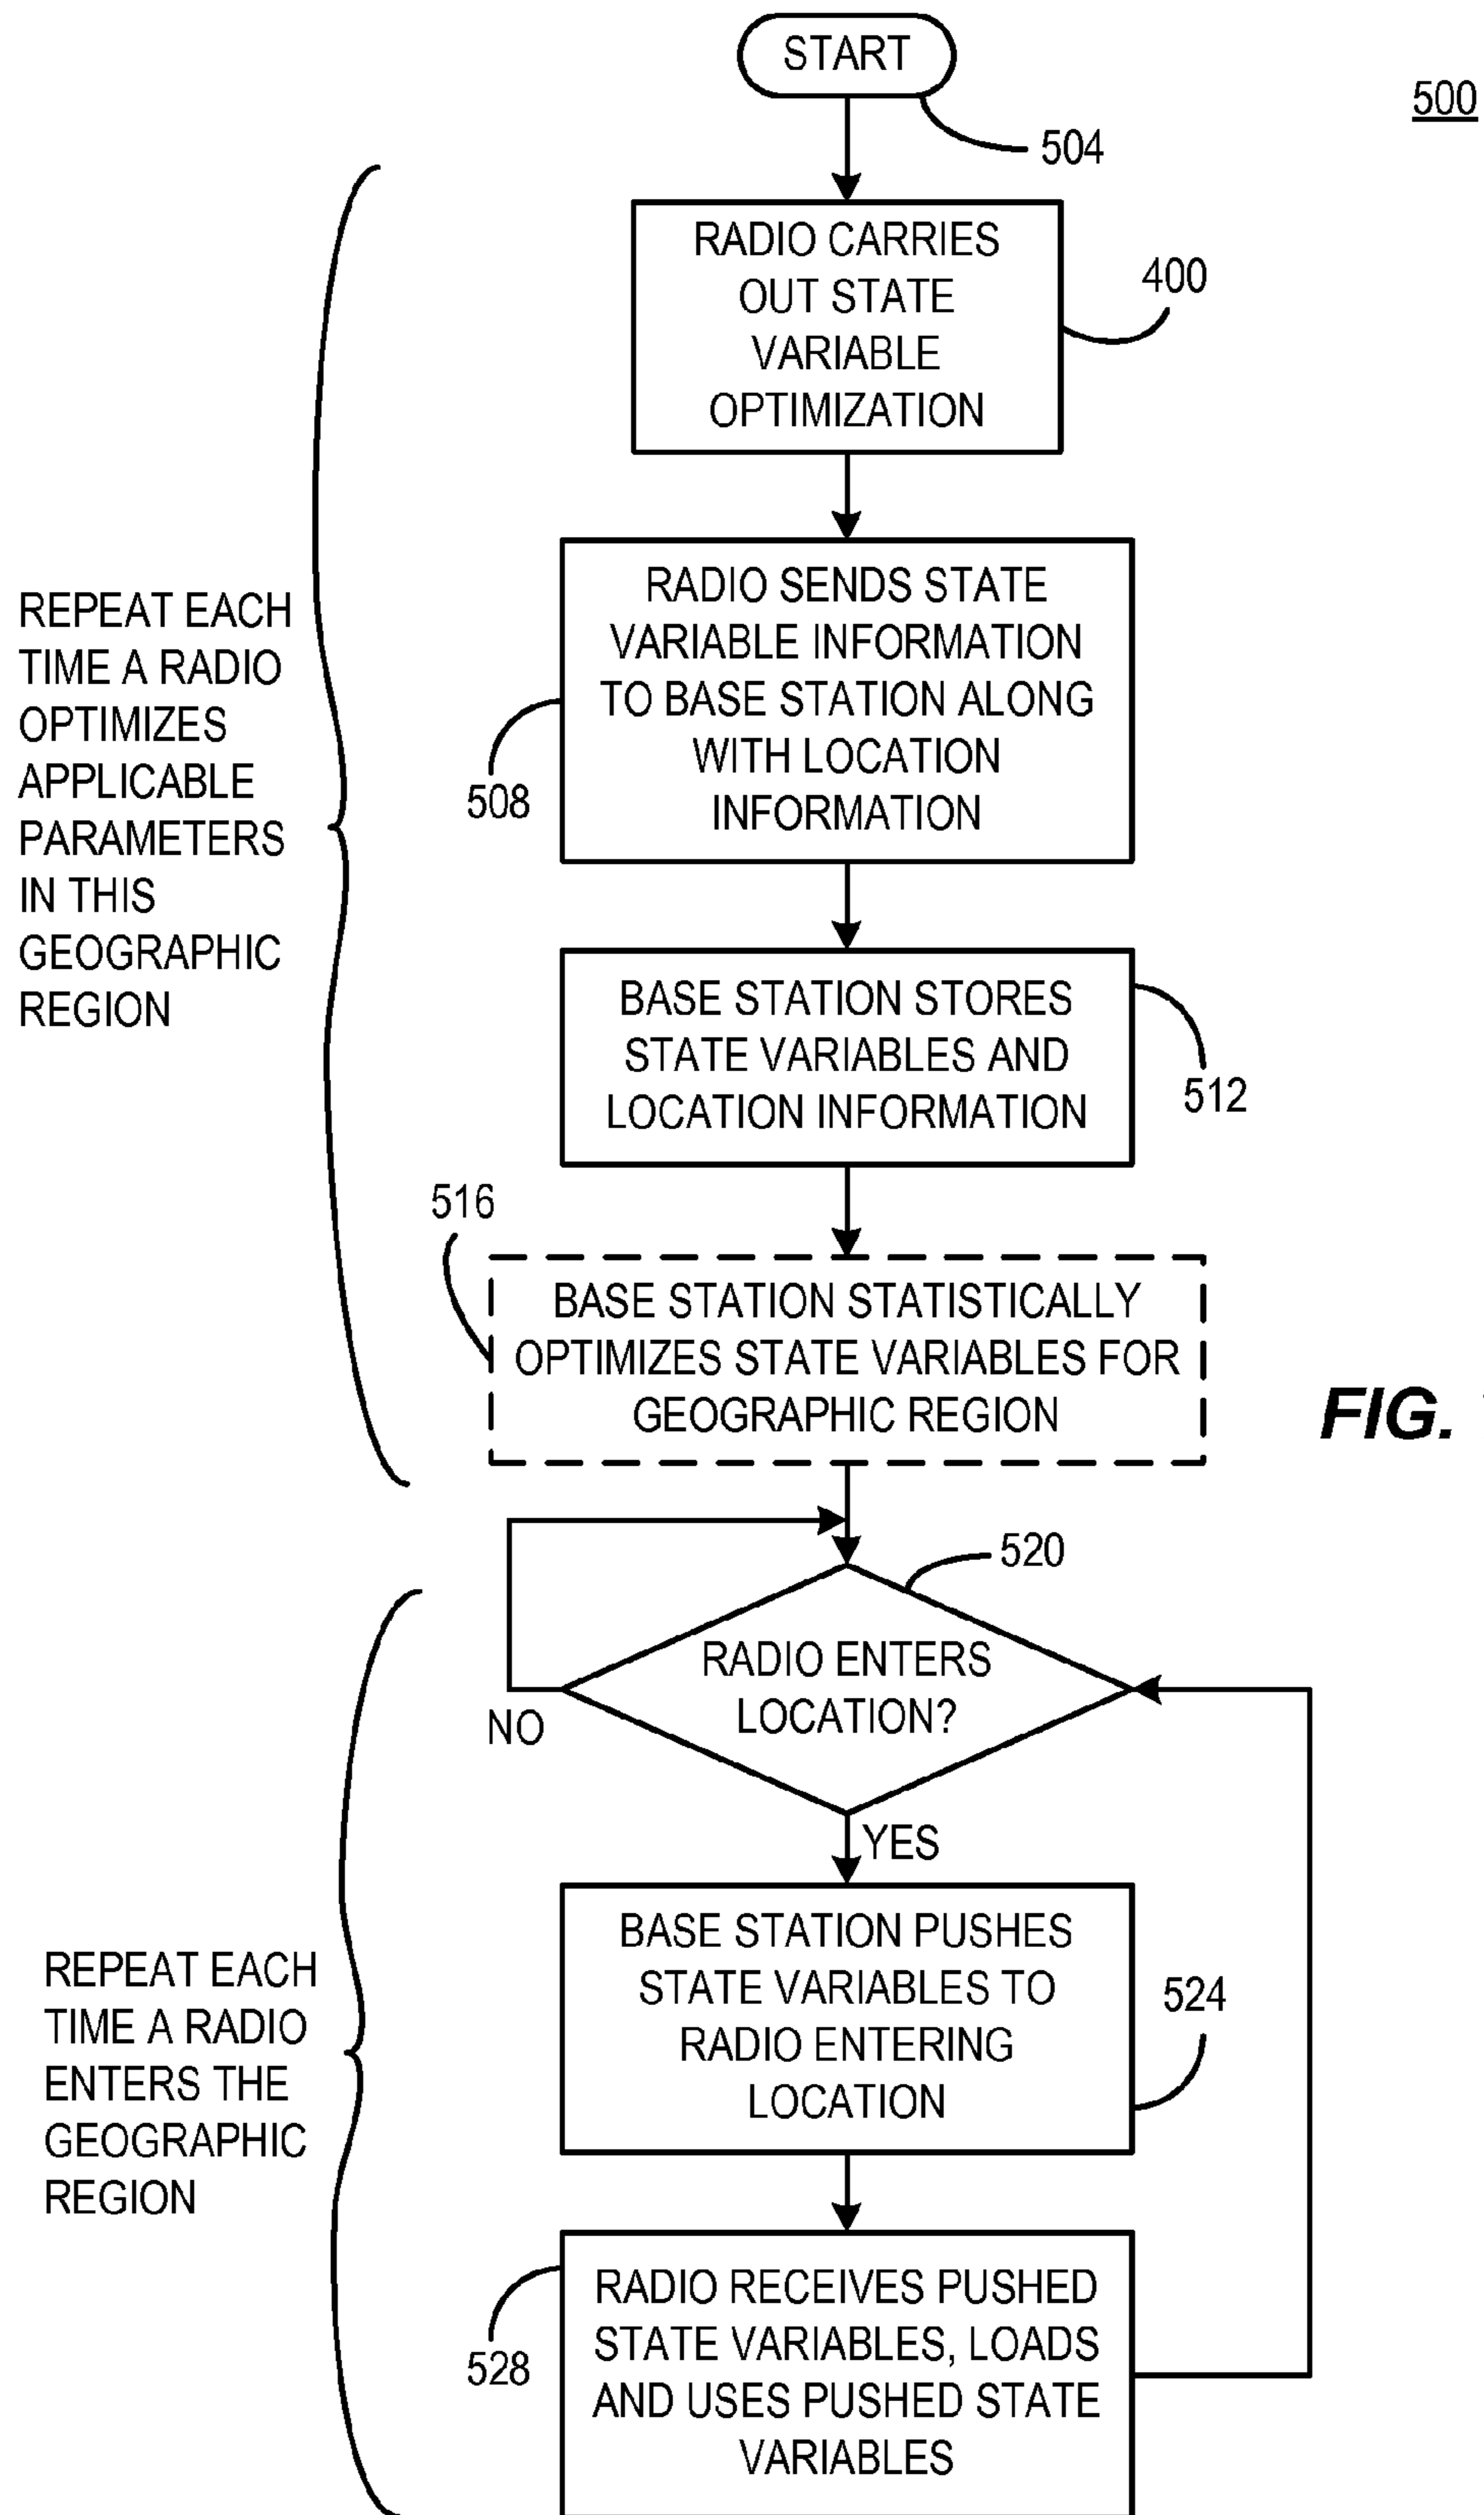 START
500
504
RADIO CARRIES
OUT STATE
VARIABLE
OPTIMIZATION
400
REPEAT EACH
TIME A RADIO
OPTIMIZES
APPLICABLE
PARAMETERS
IN THIS
GEOGRAPHIC
REGION
RADIO SENDS STATE
VARIABLE INFORMATION
TO BASE STATION ALONG
WITH LOCATION
INFORMATION
508
BASE STATION STORES
STATE VARIABLES AND
LOCATION INFORMATION
512
516
BASE STATION STATISTICALLY
OPTIMIZES STATE VARIABLES FOR
GEOGRAPHIC REGION
FIG.
520
RADIO ENTERS
LOCATION?
NO
YES
REPEAT EACH
TIME A RADIO
ENTERS THE
GEOGRAPHIC
REGION
BASE STATION PUSHES
STATE VARIABLES TO
RADIO ENTERING
LOCATION
524
RADIO RECEIVES PUSHED
STATE VARIABLES, LOADS
AND USES PUSHED STATE
VARIABLES
528